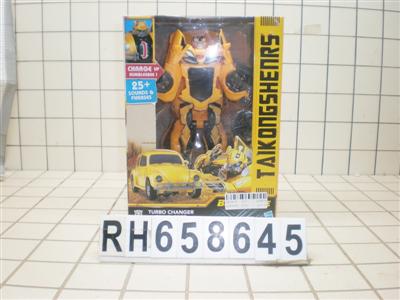 CHARGE UP
BUMBLEBEE !
25+
SOUNDS &
PHRASES
TAIKONGSHENRS
TURBO CHANGER
RH658645